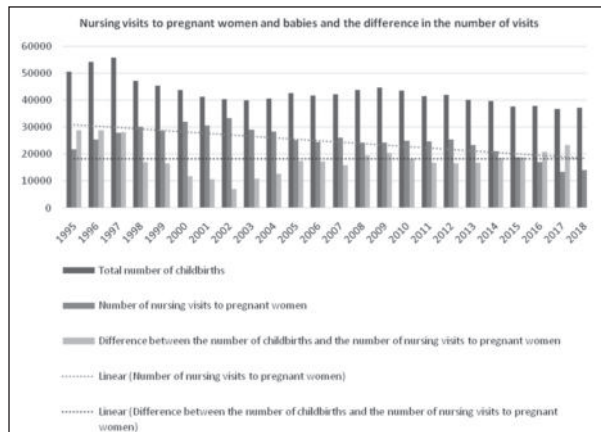 Nursing visits to pregnant women and babies and the difference in the number of visits
60000
50000
40000
30000
20000
10000
0
1995 1996 1997 1998 1999 2000 2001 2002 2003 2004 2005 2006 2007 2008 2009 2010 2011 2012 2013 2014 2015 2016 2017 2018
Total number of childbirths
Number of nursing visits to pregnant women
Difference between the number of childbirths and the number of nursing visits to pregnant women
Linear (Number of nursing visits to pregnant women)
Linear (Difference between the number of childbirths and the number of nursing visits to pregnant
women)